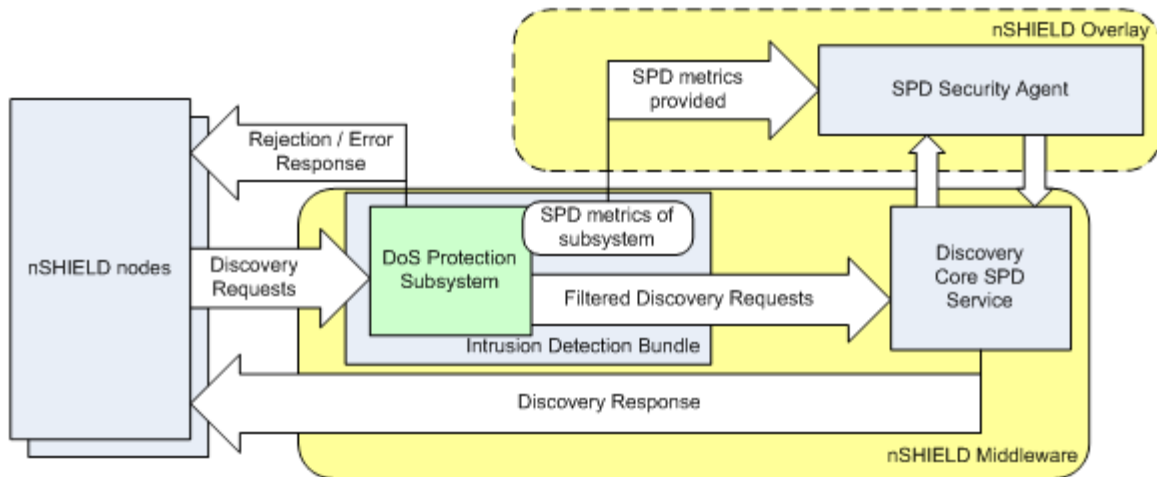 nSHIELD Overlay
SPD metrics
provided
SPD Security Agent
Rejection / Error
Response
SPD metrics of
subsystem
DoS Protection
Subsystem
nSHIELD nodes
Discovery
Requests
Filtered Discovery Requests
Discovery
Core SPD
Service
Intrusion Detection Bundle
Discovery Response
nSHIELD Middleware